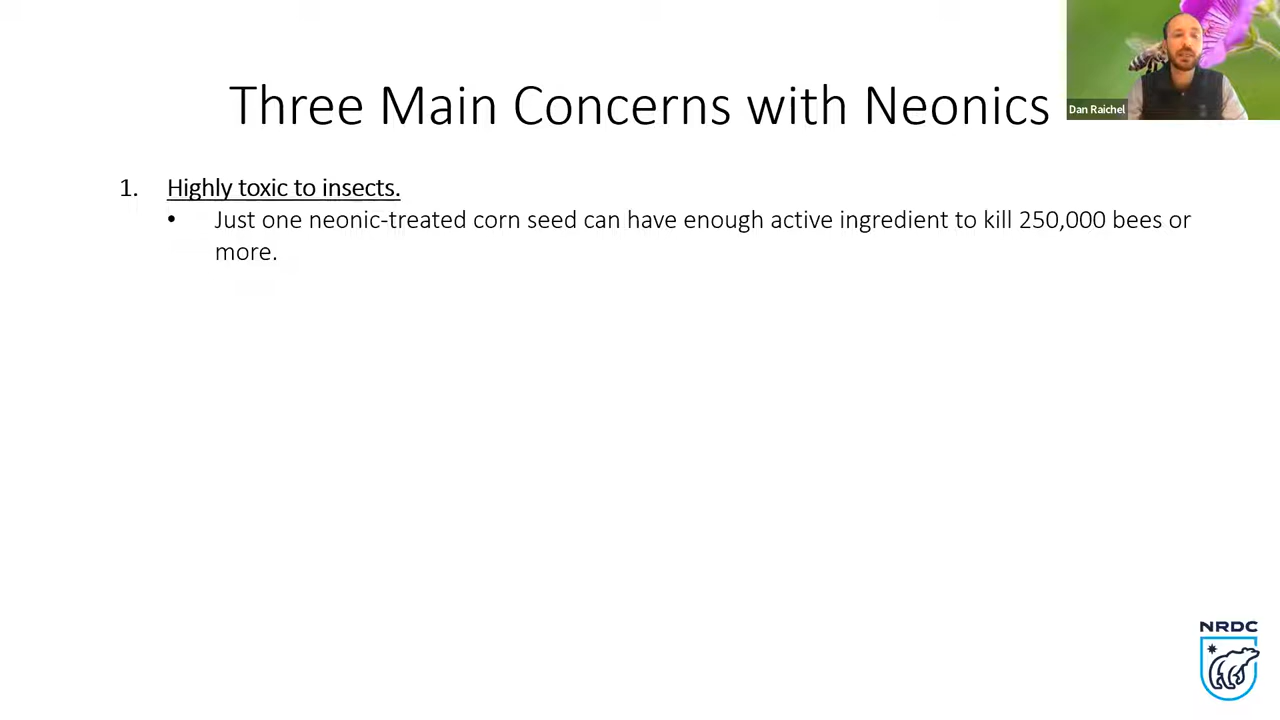 Three Main Concerns with Neonics
Dan Raichel
1. Highly toxic to insects.
• Just one neonic-treated corn seed can have enough active ingredient to kill 250,000 bees or
more.
NRDC